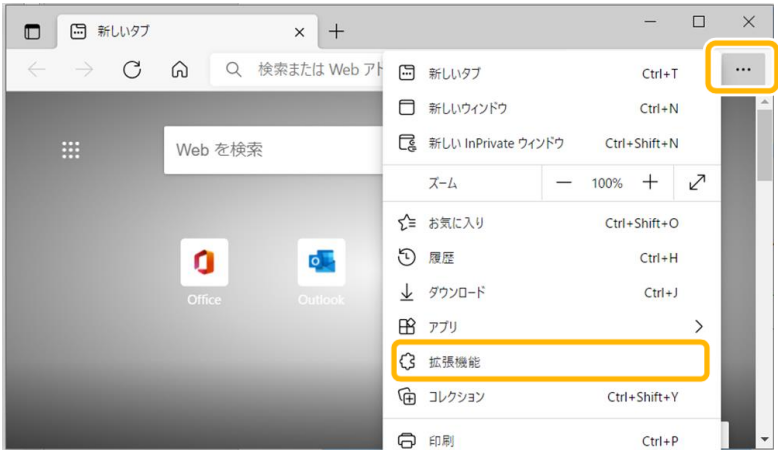 新しいタブ
検索または Web アド
Web を検索
Office
Outlook
新しいタブ Ctrl+T
新しいウィンドウ Ctrl+N
新しい InPrivate ウィンドウ Ctrl+Shift+N
ズーム — 100% +
お気に入り Ctrl+Shift+O
履歴 Ctrl+H
ダウンロード Ctrl+J
アプリ
拡張機能
コレクション Ctrl+Shift+Y
印刷 Ctrl+P